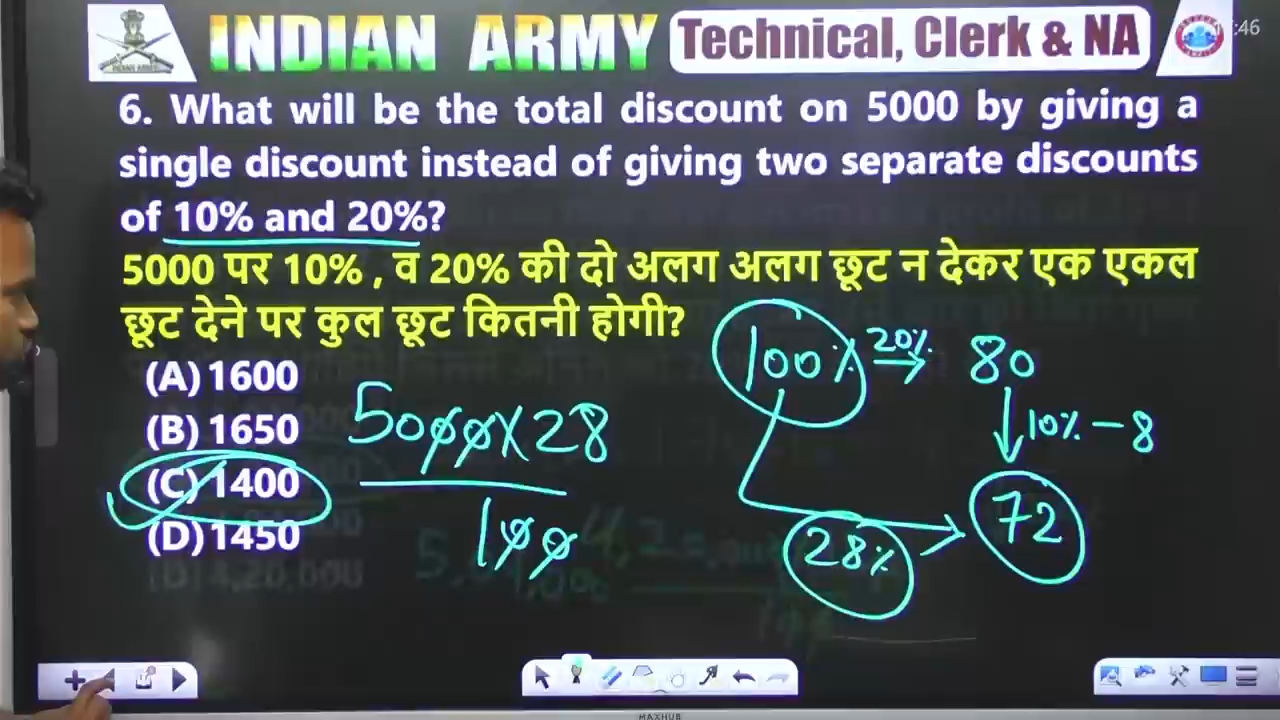 INDIAN ARMY Technical, Clerk & NA :46
6. What will be the total discount on 5000 by giving a
single discount instead of giving two separate discounts
of 10% and 20%?
5000 पर 10% , व 20% की दो अलग अलग छूट न देकर एक एकल
छूट देने पर कुल छूट कितनी होगी?
(A) 1600
(B) 1650
(C) 1400
(D) 1450
5000 X 28
100
100% 20% → 80
10% - 8
28%
72
MAXHUB